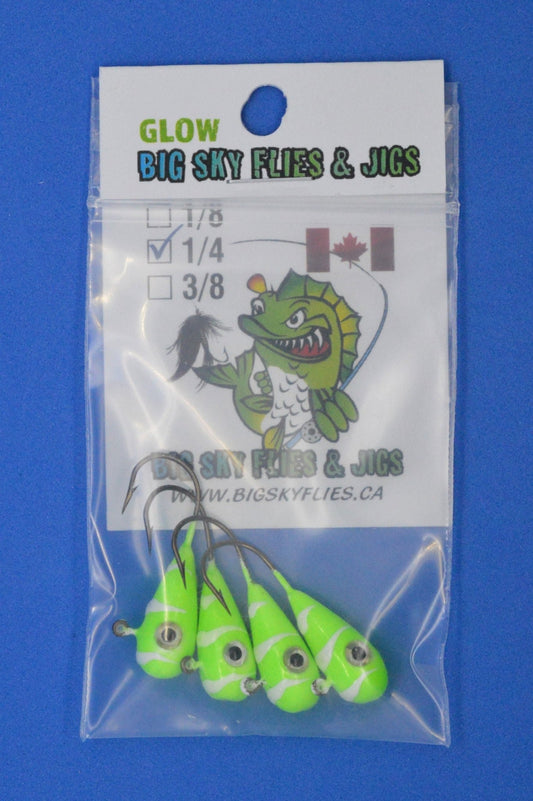 GLOW
BIG SKY FLIES & JIGS
1/8
1/4
3/8
BIG SKY FLIES & JIGS
WWW.BIGSKYFLIES.CA